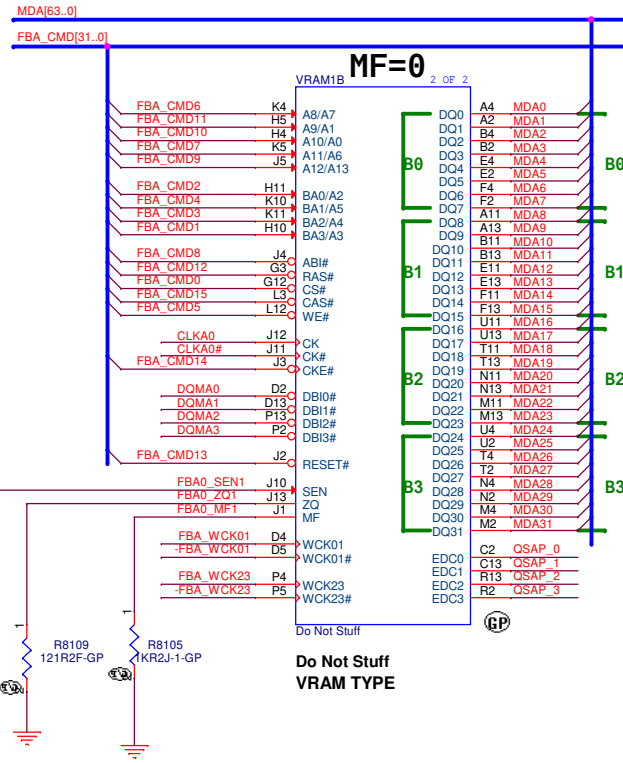 MDA[63..0]
FBA_CMD[31..0]
MF=0
VRAM1B
2 OF 2
FBA_CMD6 K4 A8/A7 DQ0 A4 MDA0
FBA_CMD11 H5 A9/A1 DQ1 A2 MDA1
FBA_CMD10 H4 A10/A0 DQ2 B4 MDA2
FBA_CMD7 K5 A11/A6 DQ3 B2 MDA3
FBA_CMD9 J5 A12/A13 DQ4 E4 MDA4
B0 DQ5 E2 MDA5 B0
FBA_CMD2 H11 BA0/A2 DQ6 F4 MDA6
FBA_CMD4 K10 BA1/A5 DQ7 F2 MDA7
FBA_CMD3 K11 BA2/A4 DQ8 A11 MDA8
FBA_CMD1 H10 BA3/A3 DQ9 A13 MDA9
DQ10 B11 MDA10
FBA_CMD8 J4 ABI# DQ11 B13 MDA11
FBA_CMD12 G3 RAS# B1 DQ12 E11 MDA12 B1
FBA_CMD0 G12 CS# DQ13 E13 MDA13
FBA_CMD15 L3 CAS# DQ14 F11 MDA14
FBA_CMD5 L12 WE# DQ15 F13 MDA15
DQ16 U11 MDA16
CLKA0 J12 CK DQ17 U13 MDA17
CLKA0# J11 CK# DQ18 T11 MDA18
FBA_CMD14 J3 CKE# DQ19 T13 MDA19
B2 DQ20 N11 MDA20 B2
DQMA0 D2 DBI0# DQ21 N13 MDA21
DQMA1 D13 DBI1# DQ22 M11 MDA22
DQMA2 P13 DBI2# DQ23 M13 MDA23
DQMA3 P2 DBI3# DQ24 U4 MDA24
DQ25 U2 MDA25
FBA_CMD13 J2 RESET# DQ26 T4 MDA26
DQ27 T2 MDA27
FBA0_SEN1 J10 SEN B3 DQ28 N4 MDA28 B3
FBA0_ZQ1 J13 ZQ DQ29 N2 MDA29
FBA0_MF1 J1 MF DQ30 M4 MDA30
DQ31 M2 MDA31
FBA_WCK01 D4 WCK01
-FBA_WCK01 D5 WCK01# EDC0 C2 QSAP_0
EDC1 C13 QSAP_1
FBA_WCK23 P4 WCK23 EDC2 R13 QSAP_2
-FBA_WCK23 P5 WCK23# EDC3 R2 QSAP_3
GP
Do Not Stuff
1
1
R8109
121R2F-GP
R8105
1KR2J-1-GP
Do Not Stuff
VRAM TYPE